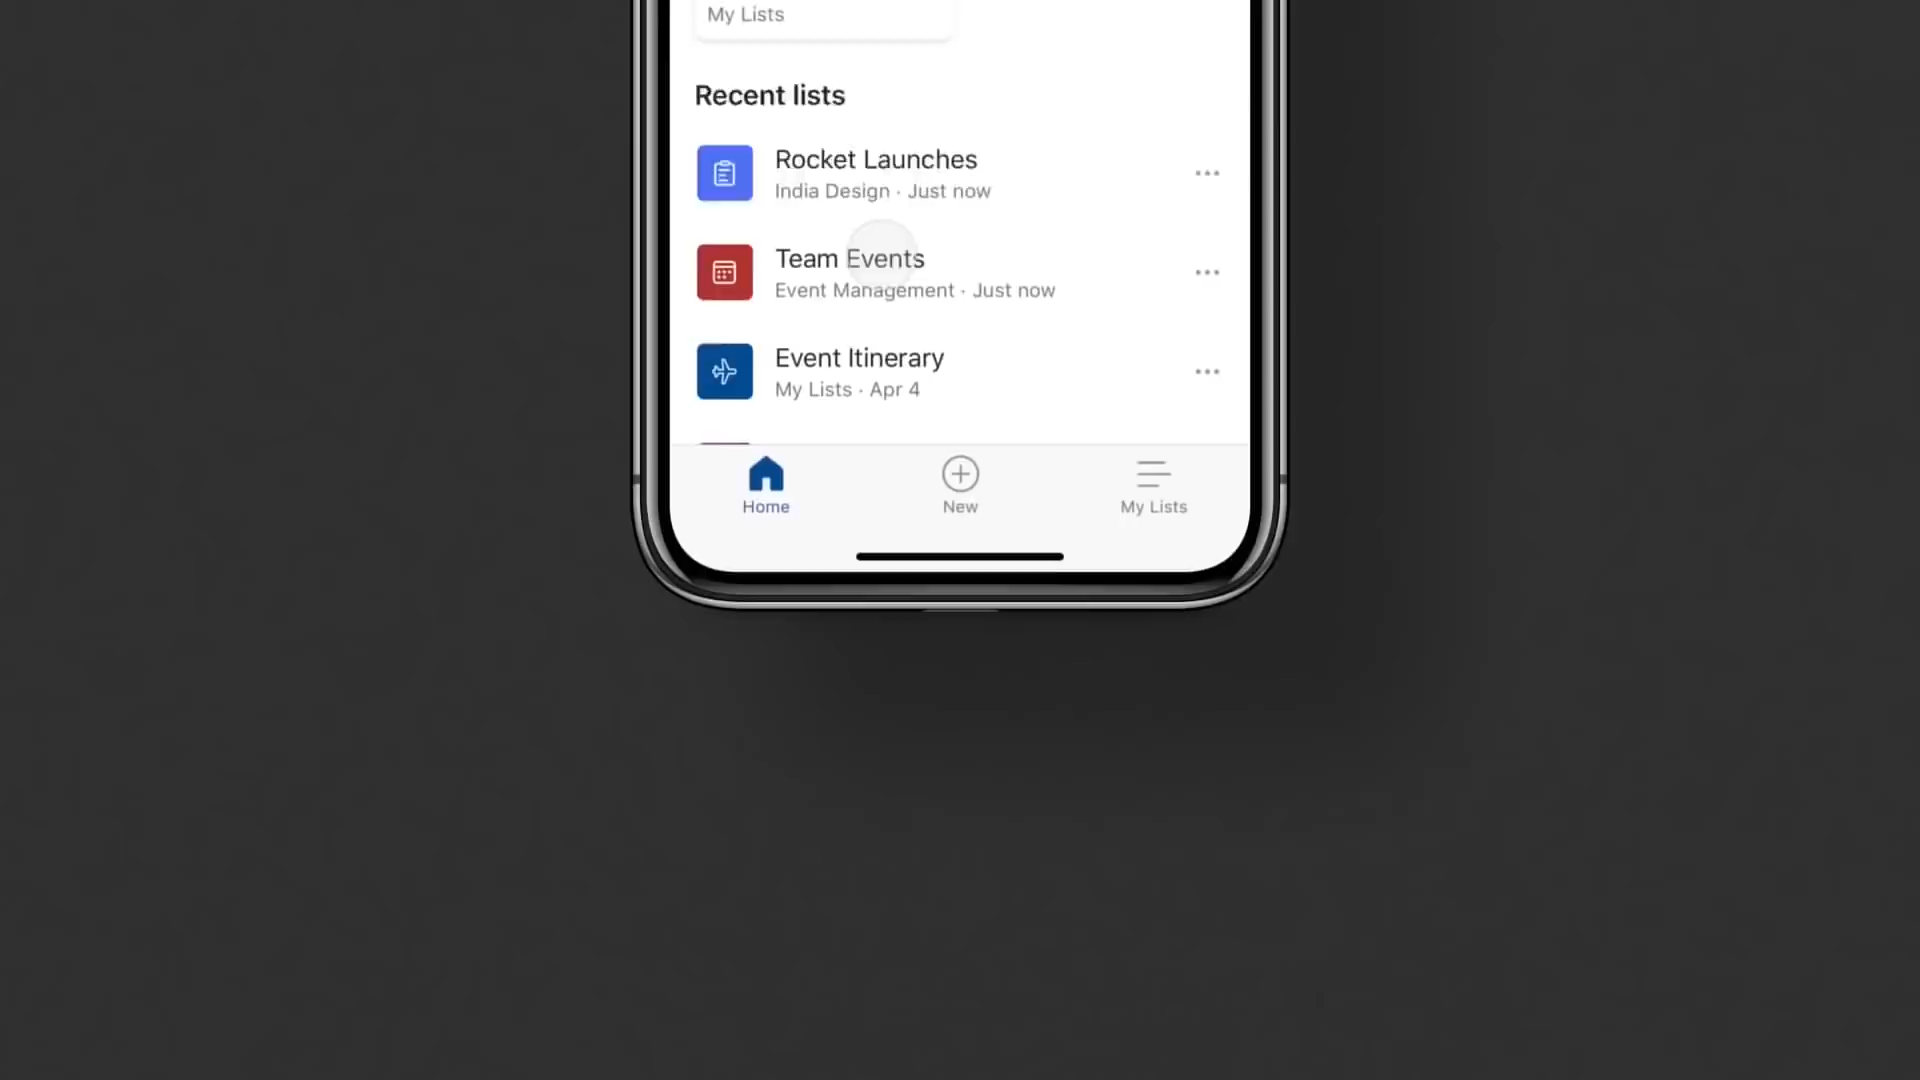 My Lists
Recent lists
Rocket Launches
India Design · Just now
Team Events
Event Management · Just now
Event Itinerary
My Lists · Apr 4
Home
New
My Lists